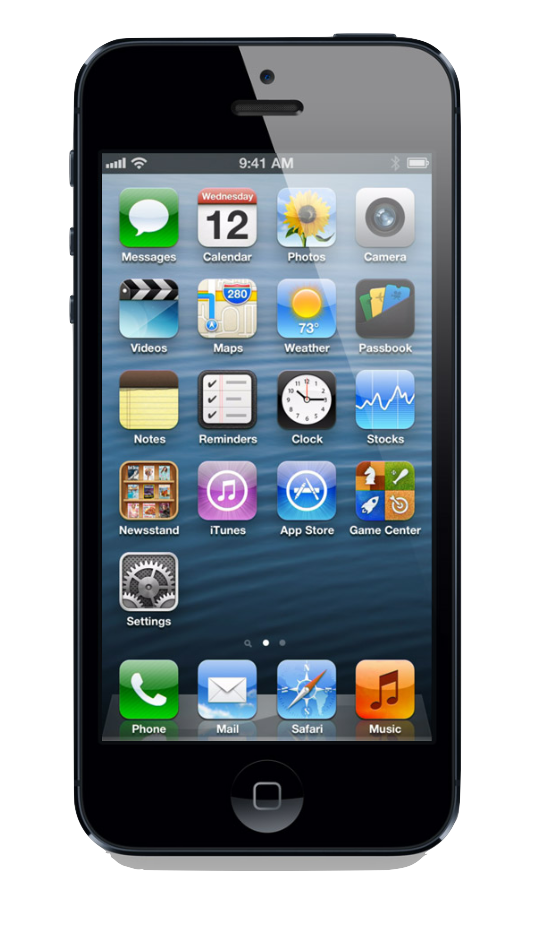 9:41 AM
Wednesday
12
280
73°
Messages Calendar Photos Camera
Videos Maps Weather Passbook
Notes Reminders Clock Stocks
Newsstand iTunes App Store Game Center
Settings
Phone Mail Safari Music